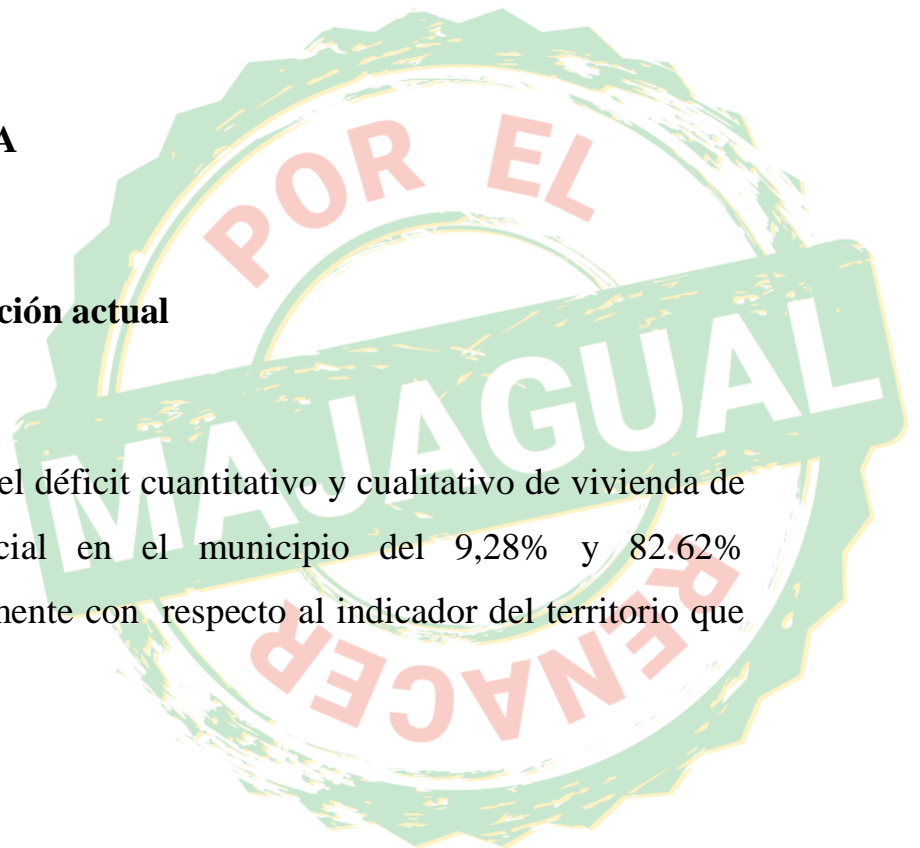 A
POR EL
ción actual
MAJAGUAL
el déficit cuantitativo y cualitativo de vivienda de
cial en el municipio del 9,28% y 82.62%
mente con respecto al indicador del territorio que
RENACER